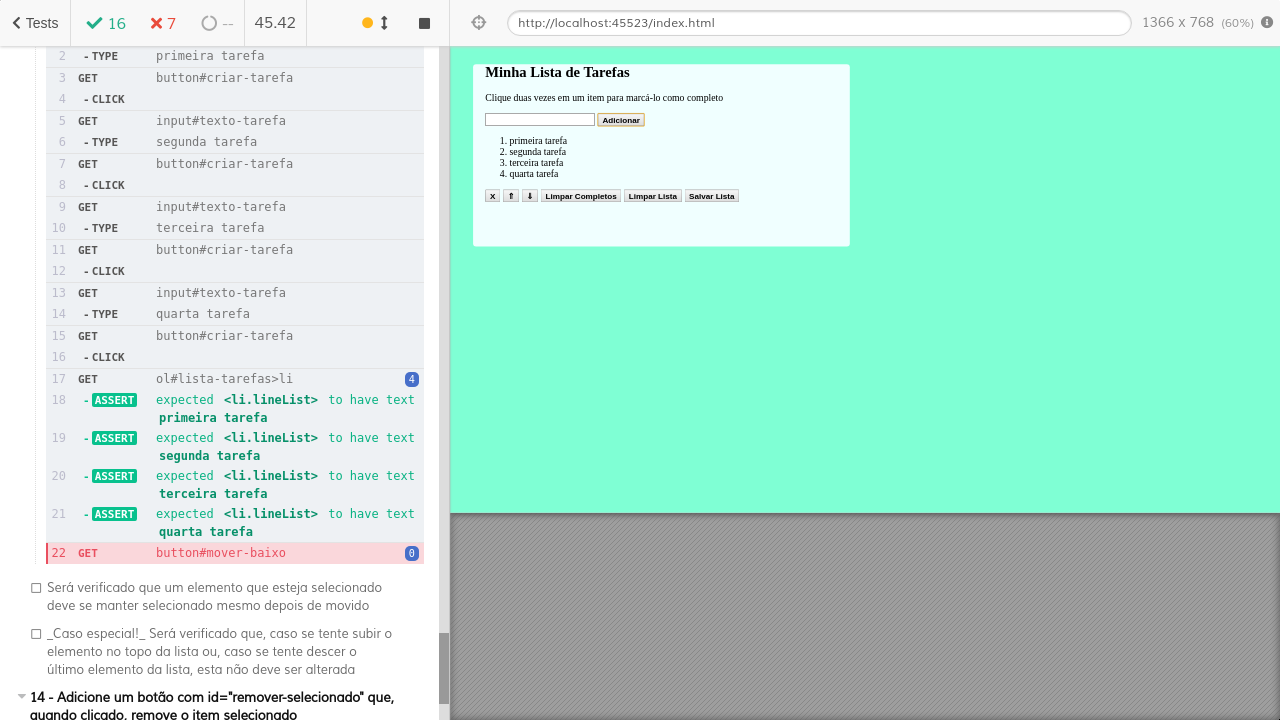 Tests 16 7 -- 45.42
http://localhost:45523/index.html 1366 x 768 (60%)
2 - TYPE primeira tarefa
3 GET button#criar-tarefa
4 - CLICK
5 GET input#texto-tarefa
6 - TYPE segunda tarefa
7 GET button#criar-tarefa
8 - CLICK
9 GET input#texto-tarefa
10 - TYPE terceira tarefa
11 GET button#criar-tarefa
12 - CLICK
13 GET input#texto-tarefa
14 - TYPE quarta tarefa
15 GET button#criar-tarefa
16 - CLICK
17 GET ol#lista-tarefas>li 4
18 - ASSERT expected <li.lineList> to have text
primeira tarefa
19 - ASSERT expected <li.lineList> to have text
segunda tarefa
20 - ASSERT expected <li.lineList> to have text
terceira tarefa
21 - ASSERT expected <li.lineList> to have text
quarta tarefa
22 GET button#mover-baixo 0
Será verificado que um elemento que esteja selecionado
deve se manter selecionado mesmo depois de movido
_Caso especial!_ Será verificado que, caso se tente subir o
elemento no topo da lista ou, caso se tente descer o
último elemento da lista, esta não deve ser alterada
14 - Adicione um botão com id="remover-selecionado" que,
quando clicado, remove o item selecionado
Minha Lista de Tarefas
Clique duas vezes em um item para marcá-lo como completo
Adicionar
1. primeira tarefa
2. segunda tarefa
3. terceira tarefa
4. quarta tarefa
X ⇑ ⇓ Limpar Completos Limpar Lista Salvar Lista